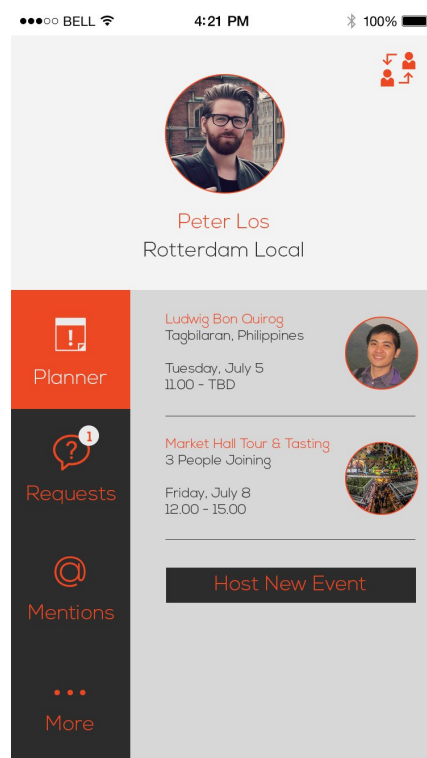 BELL 4:21 PM 100%
Peter Los
Rotterdam Local
Planner
Ludwig Bon Quirog
Tagbilaran, Philippines
Tuesday, July 5
11.00 - TBD
1
Requests
Market Hall Tour & Tasting
3 People Joining
Friday, July 8
12.00 - 15.00
@
Mentions
Host New Event
More